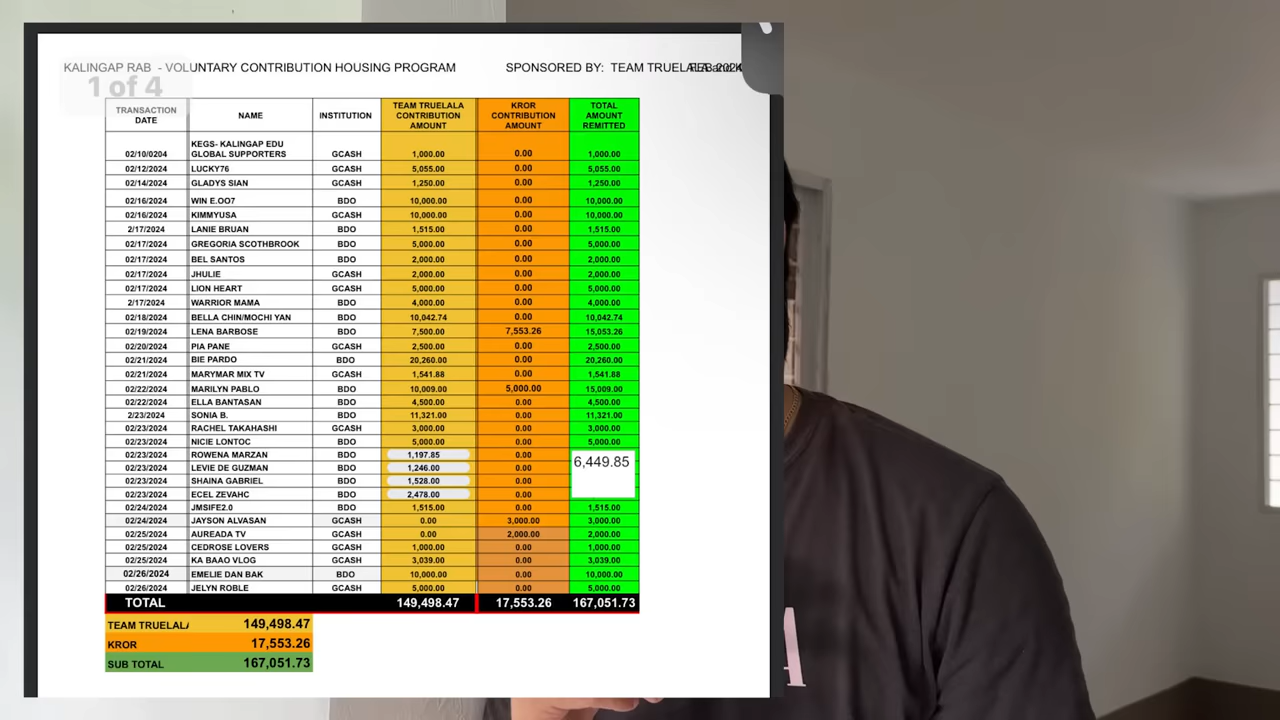 KALINGAP RAB - VOLUNTARY CONTRIBUTION HOUSING PROGRAM SPONSORED BY: TEAM
1 of 4
TRANSACTION DATE NAME INSTITUTION TEAM TRUELALA CONTRIBUTION AMOUNT KROR CONTRIBUTION AMOUNT TOTAL AMOUNT REMITTED
02/10/0204 KEGS- KALINGAP EDU GLOBAL SUPPORTERS GCASH 1,000.00 0.00 1,000.00
02/12/2024 LUCKY76 GCASH 5,055.00 0.00 5,055.00
02/14/2024 GLADYS SIAN GCASH 1,250.00 0.00 1,250.00
02/16/2024 WIN E.OO7 BDO 10,000.00 0.00 10,000.00
02/16/2024 KIMMYUSA GCASH 10,000.00 0.00 10,000.00
2/17/2024 LANIE BRUAN BDO 1,515.00 0.00 1,515.00
02/17/2024 GREGORIA SCOTHBROOK BDO 5,000.00 0.00 5,000.00
02/17/2024 BEL SANTOS BDO 2,000.00 0.00 2,000.00
02/17/2024 JHULIE GCASH 2,000.00 0.00 2,000.00
02/17/2024 LION HEART GCASH 5,000.00 0.00 5,000.00
2/17/2024 WARRIOR MAMA BDO 4,000.00 0.00 4,000.00
02/18/2024 BELLA CHIN/MOCHI YAN BDO 10,042.74 0.00 10,042.74
02/19/2024 LENA BARBOSE BDO 7,500.00 7,553.26 15,053.26
02/20/2024 PIA PANE GCASH 2,500.00 0.00 2,500.00
02/21/2024 BIE PARDO BDO 20,260.00 0.00 20,260.00
02/21/2024 MARYMAR MIX TV GCASH 1,541.88 0.00 1,541.88
02/22/2024 MARILYN PABLO BDO 10,009.00 5,000.00 15,009.00
02/22/2024 ELLA BANTASAN BDO 4,500.00 0.00 4,500.00
2/23/2024 SONIA B. BDO 11,321.00 0.00 11,321.00
02/23/2024 RACHEL TAKAHASHI GCASH 3,000.00 0.00 3,000.00
02/23/2024 NICIE LONTOC BDO 5,000.00 0.00 5,000.00
02/23/2024 ROWENA MARZAN BDO 1,197.85 0.00 6,449.85
02/23/2024 LEVIE DE GUZMAN BDO 1,246.00 0.00
02/23/2024 SHAINA GABRIEL BDO 1,528.00 0.00
02/23/2024 ECEL ZEVAHC BDO 2,478.00 0.00
02/24/2024 JMSIFE2.0 BDO 1,515.00 0.00 1,515.00
02/24/2024 JAYSON ALVASAN GCASH 0.00 3,000.00 3,000.00
02/25/2024 AUREADA TV GCASH 0.00 2,000.00 2,000.00
02/25/2024 CEDROSE LOVERS GCASH 1,000.00 0.00 1,000.00
02/25/2024 KA BAAO VLOG GCASH 3,039.00 0.00 3,039.00
02/26/2024 EMELIE DAN BAK BDO 10,000.00 0.00 10,000.00
02/26/2024 JELYN ROBLE GCASH 5,000.00 0.00 5,000.00
TOTAL 149,498.47 17,553.26 167,051.73
TEAM 149,498.47
KROR 17,553.26
SUB TOTAL 167,051.73
A